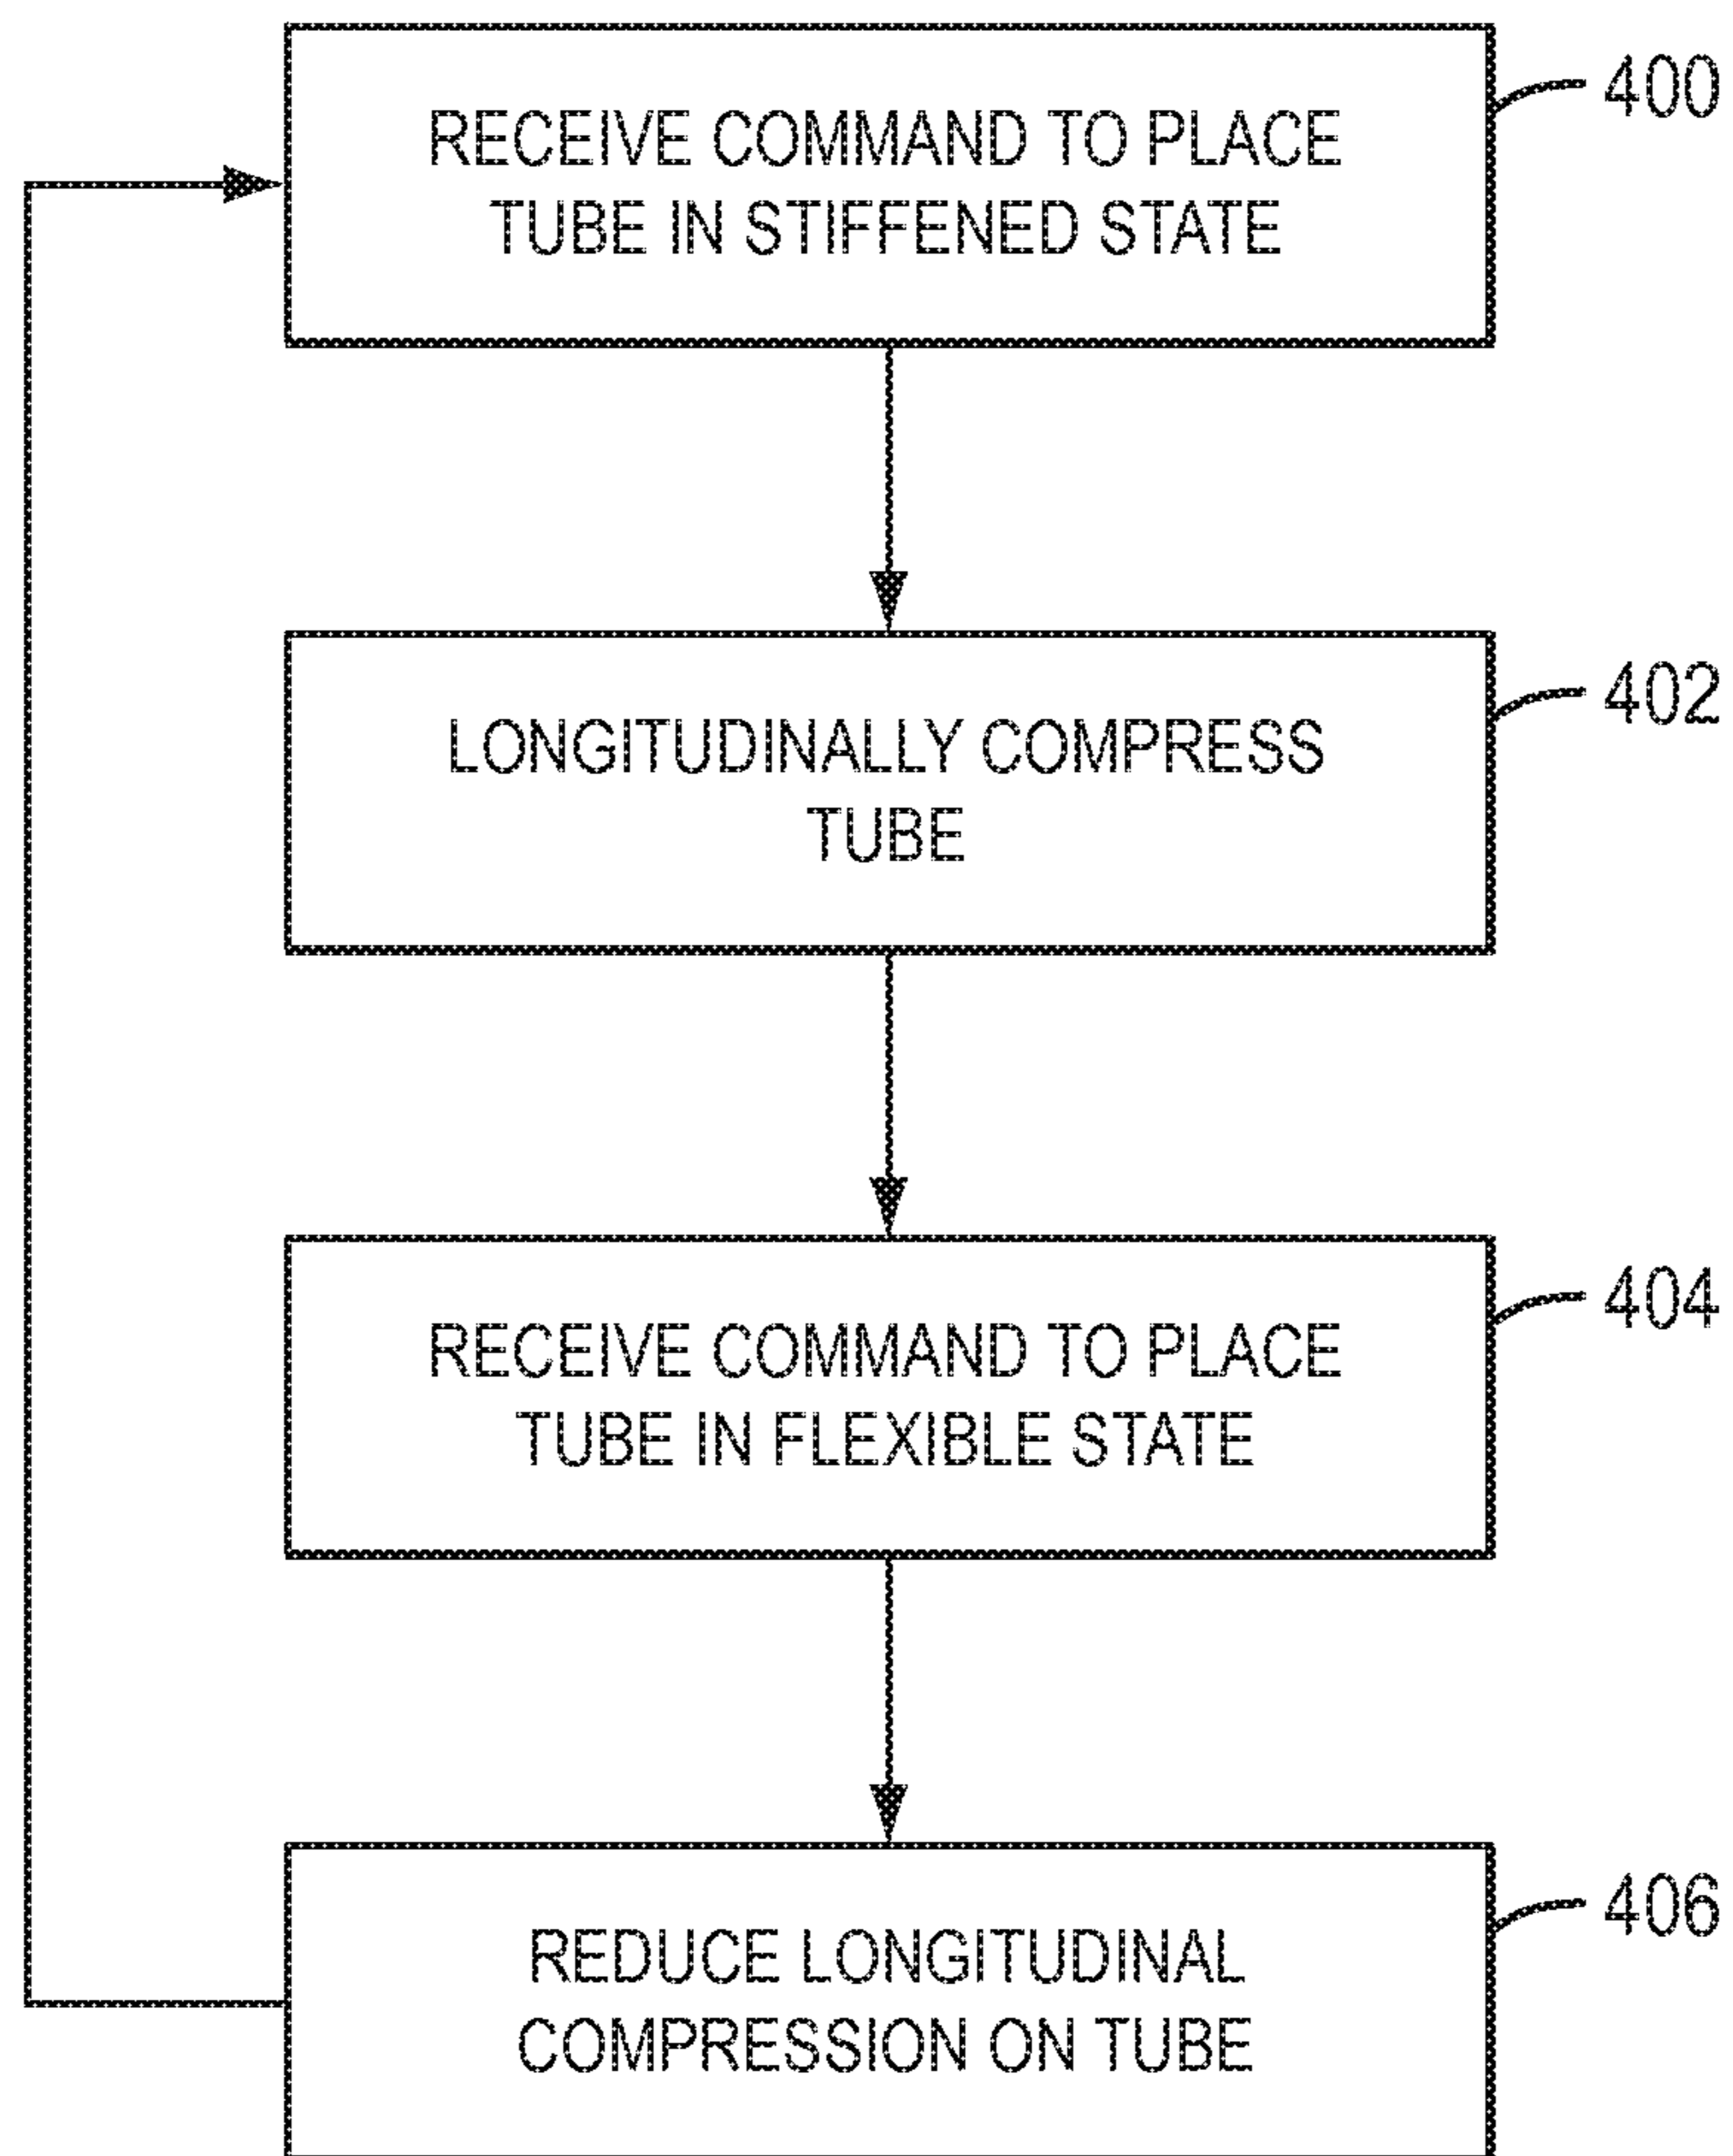 RECEIVE COMMAND TO PLACE
TUBE IN STIFFENED STATE
400
LONGITUDINALLY COMPRESS
TUBE
402
RECEIVE COMMAND TO PLACE
TUBE IN FLEXIBLE STATE
404
REDUCE LONGITUDINAL
COMPRESSION ON TUBE
406